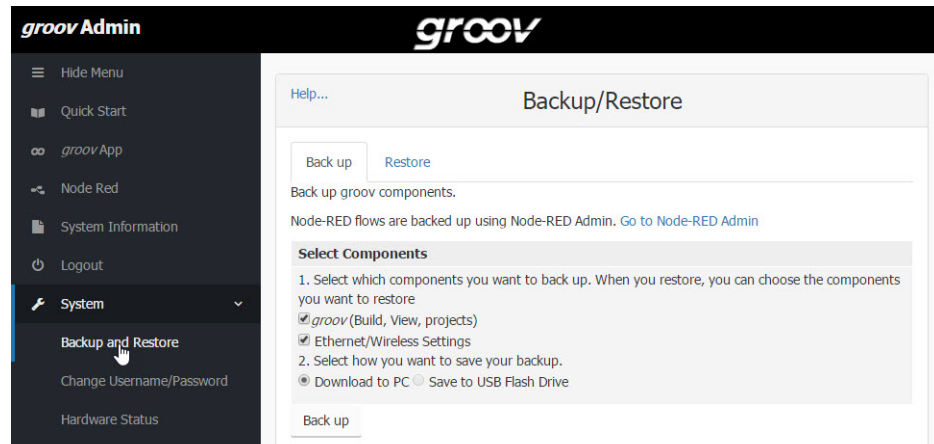 groov Admin
groov
Hide Menu
Quick Start
groov App
Node Red
System Information
Logout
System
Backup and Restore
Change Username/Password
Hardware Status
Help...
Backup/Restore
Back up Restore
Back up groov components.
Node-RED flows are backed up using Node-RED Admin. Go to Node-RED Admin
Select Components
1. Select which components you want to back up. When you restore, you can choose the components
you want to restore
groov (Build, View, projects)
Ethernet/Wireless Settings
2. Select how you want to save your backup.
Download to PC Save to USB Flash Drive
Back up